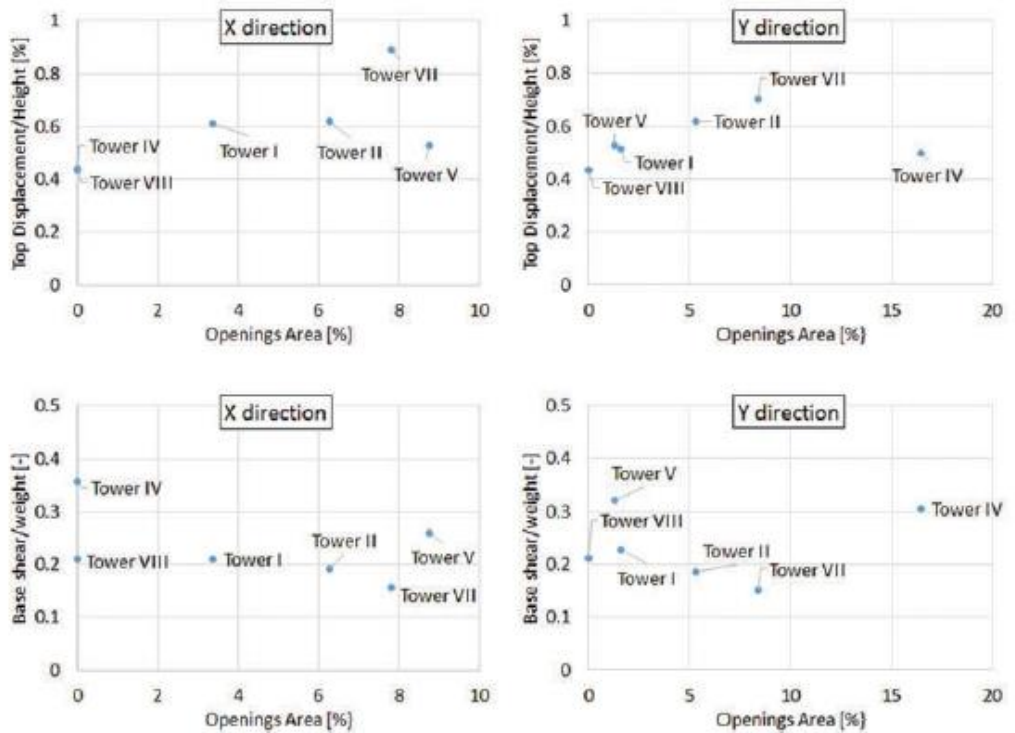 X direction
Top Displacement/Height [%]
1
0.8
0.6
0.4
0.2
0
Tower VII
Tower IV
Tower I
Tower II
Tower V
Tower VIII
0 2 4 6 8 10
Openings Area [%]
Y direction
Top Displacement/Height [%]
1
0.8
0.6
0.4
0.2
0
Tower VII
Tower V
Tower II
Tower I
Tower IV
Tower VIII
0 5 10 15 20
Openings Area [%}
X direction
Base shear/weight [-]
0.5
0.4
0.3
0.2
0.1
0
Tower IV
Tower II
Tower VIII
Tower I
Tower V
Tower VII
0 2 4 6 8 10
Openings Area [%]
Y direction
Base shear/weight [-]
0.5
0.4
0.3
0.2
0.1
0
Tower V
Tower VIII
Tower IV
Tower II
Tower I
Tower VII
0 5 10 15 20
Openings Area [%}